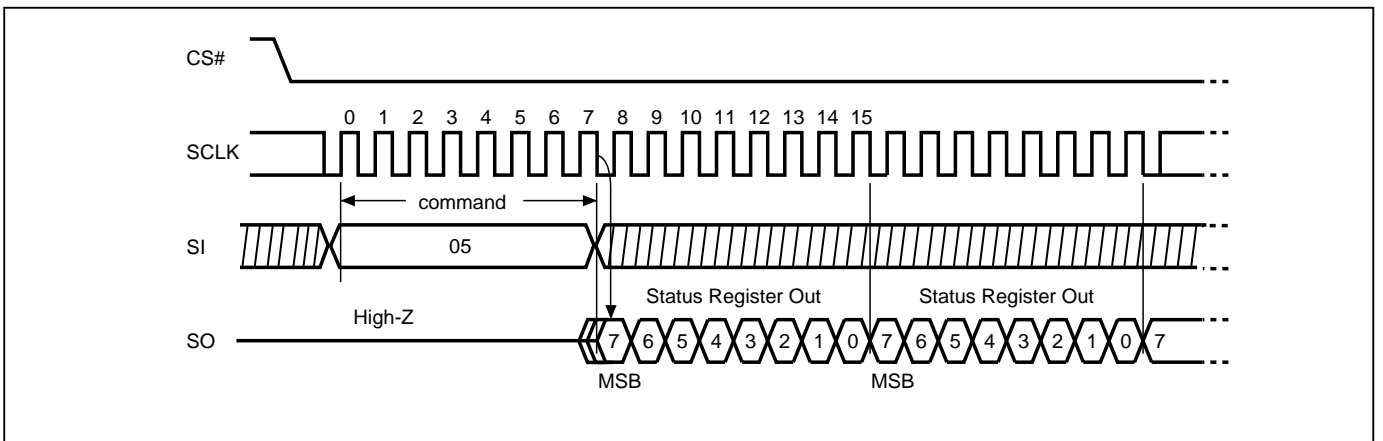 CS#
0 1 2 3 4 5 6 7 8 9 10 11 12 13 14 15
SCLK
command
SI 05
Status Register Out Status Register Out
High-Z
SO 7 6 5 4 3 2 1 0 7 6 5 4 3 2 1 0 7
MSB MSB